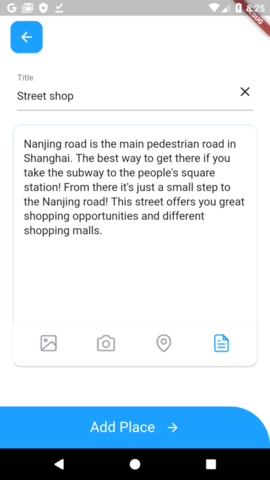 8:25
Title
Street shop
Nanjing road is the main pedestrian road in
Shanghai. The best way to get there if you
take the subway to the people's square
station! From there it's just a small step to
the Nanjing road! This street offers you great
shopping opportunities and different
shopping malls.
Add Place